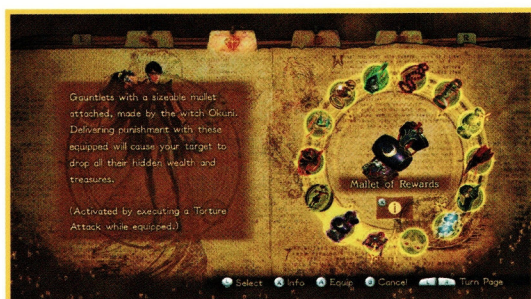 Gauntlets with a sizeable mallet
attached, made by the witch Okuni.
Delivering punishment with these
equipped will cause your target to
drop all their hidden wealth and
treasures.
(Activated by executing a Torture
Attack while equipped.)
Mallet of Rewards
Select Info Equip Cancel Turn Page